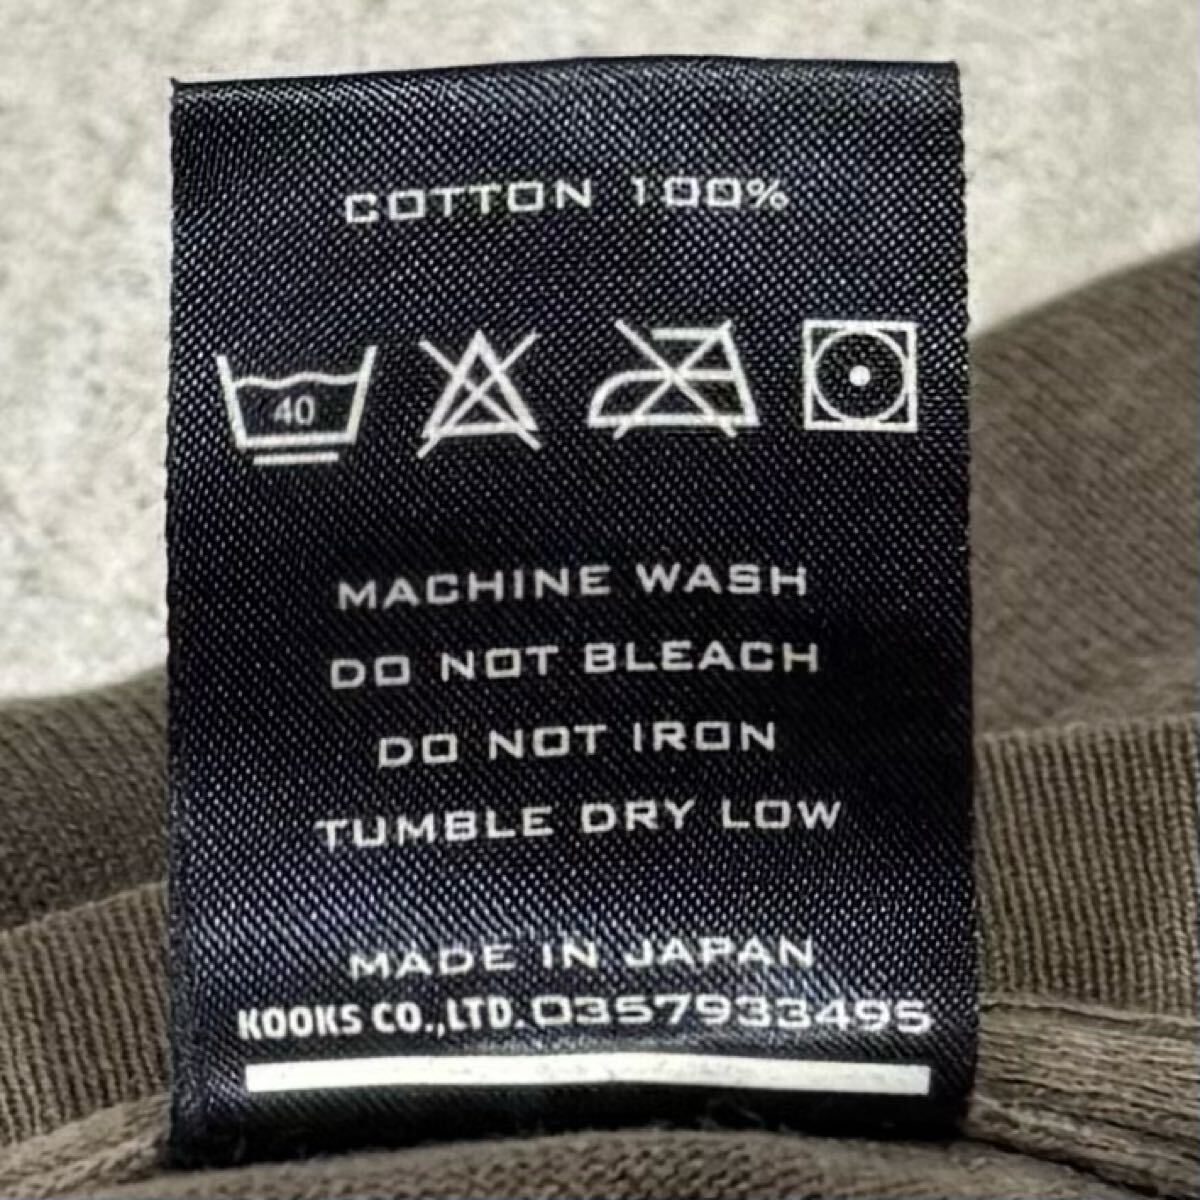 COTTON 100%
40
MACHINE WASH
DO NOT BLEACH
DO NOT IRON
TUMBLE DRY LOW
MADE IN JAPAN
KOOKS CO.,LTD.0357933495